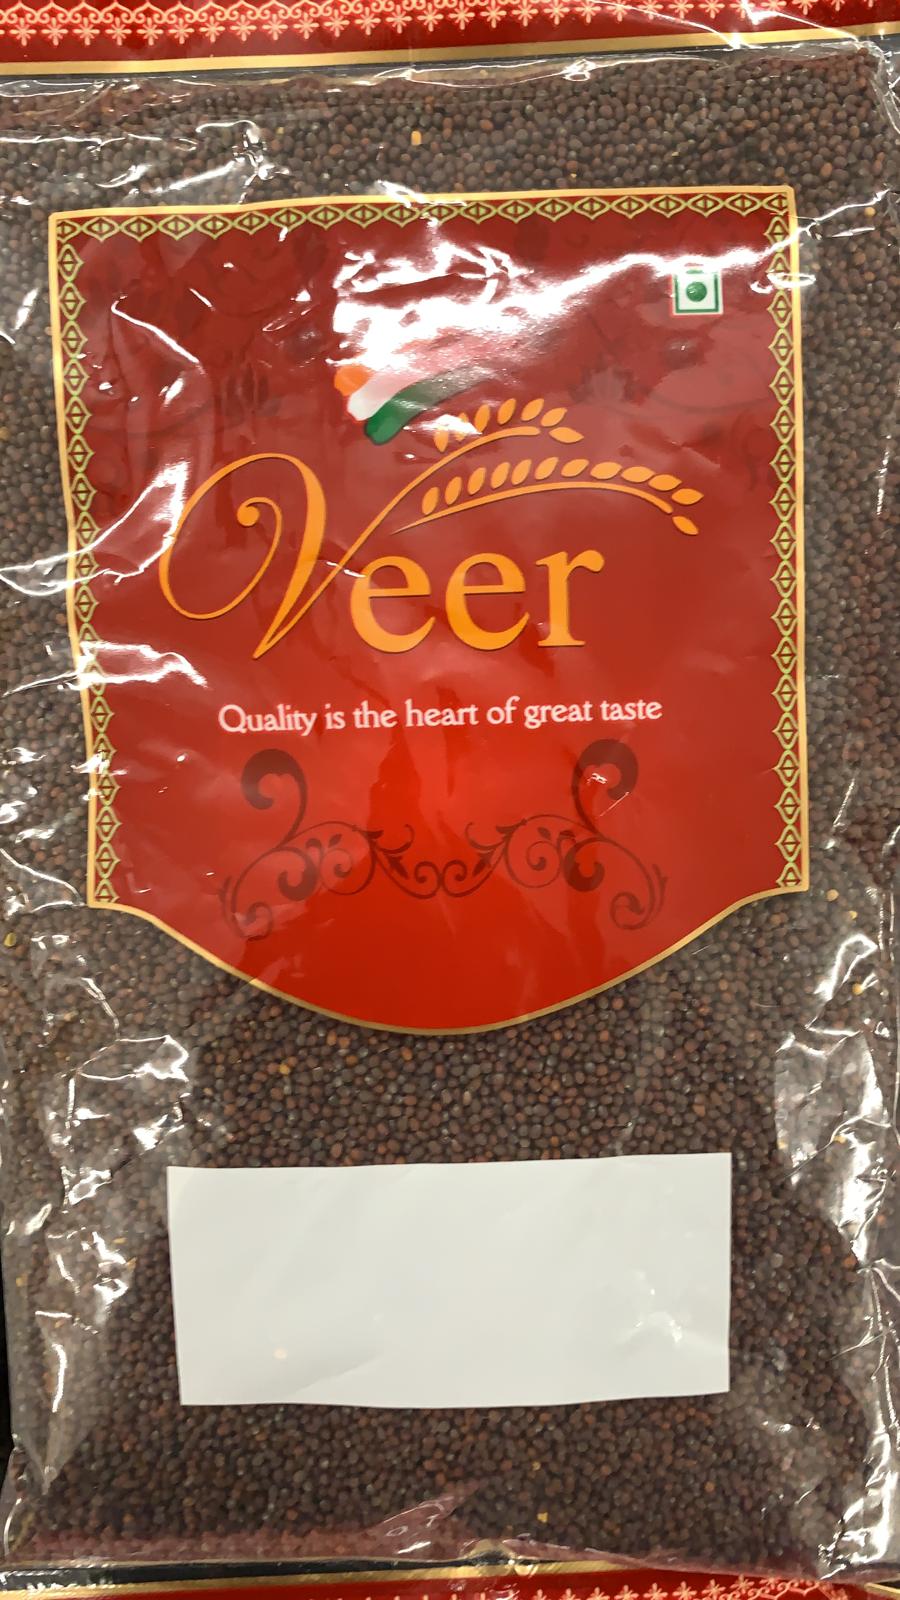 Veer
Quality is the heart of great taste